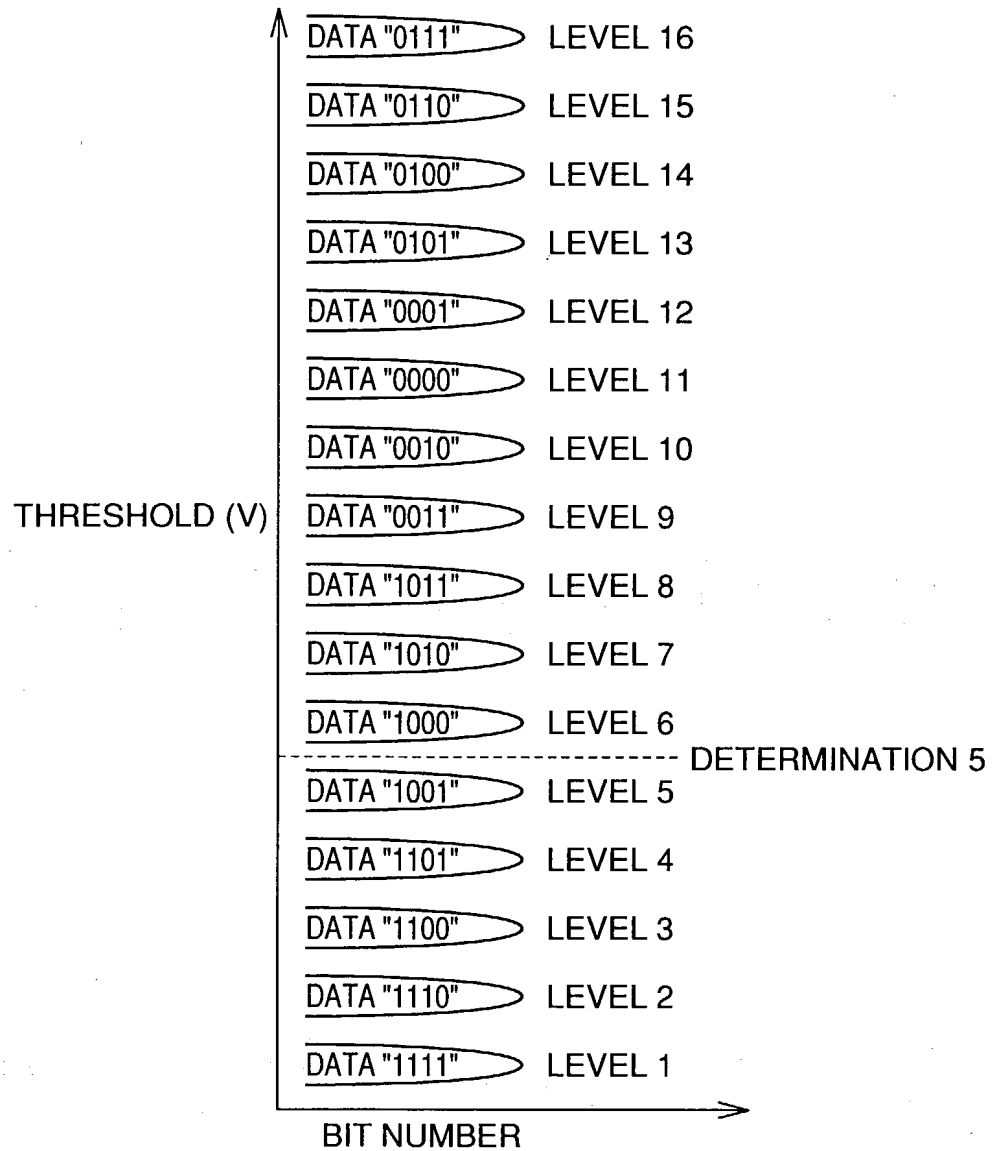 DATA "0111" LEVEL 16
DATA "0110" LEVEL 15
DATA "0100" LEVEL 14
DATA "0101" LEVEL 13
DATA "0001" LEVEL 12
DATA "0000" LEVEL 11
DATA "0010" LEVEL 10
THRESHOLD (V) DATA "0011" LEVEL 9
DATA "1011" LEVEL 8
DATA "1010" LEVEL 7
DATA "1000" LEVEL 6
DETERMINATION 5
DATA "1001" LEVEL 5
DATA "1101" LEVEL 4
DATA "1100" LEVEL 3
DATA "1110" LEVEL 2
DATA "1111" LEVEL 1
BIT NUMBER